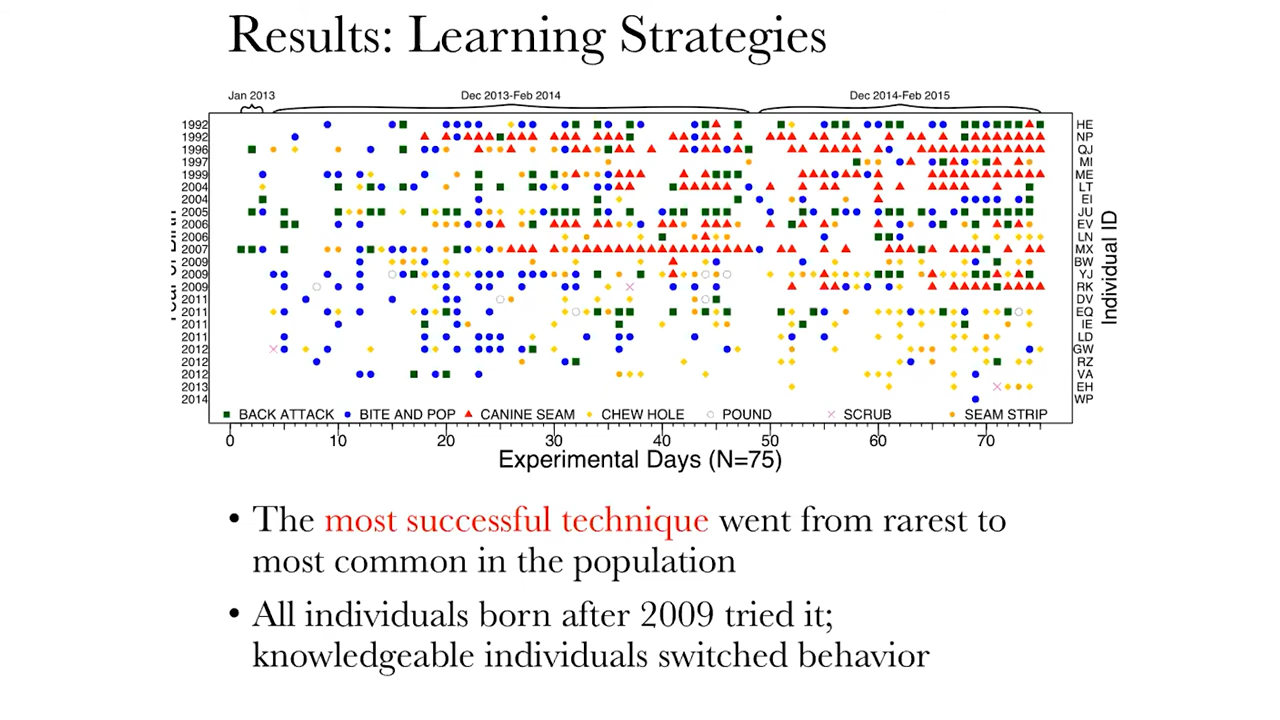 Results: Learning Strategies
Jan 2013 Dec 2013-Feb 2014 Dec 2014-Feb 2015
1992 HE
1992 NP
1996 QJ
1997 MI
1999 ME
2004 LT
2004 EI
2005 JU
2006 EV
2006 LN
2007 MX
2009 BW
2009 YJ
2009 RK
2011 DV
2011 EQ
2011 IE
2011 LD
2012 GW
2012 RZ
2012 VA
2013 EH
2014 WP
Individual ID
BACK ATTACK BITE AND POP CANINE SEAM CHEW HOLE POUND SCRUB SEAM STRIP
0 10 20 30 40 50 60 70
Experimental Days (N=75)
• The most successful technique went from rarest to
most common in the population
• All individuals born after 2009 tried it;
knowledgeable individuals switched behavior